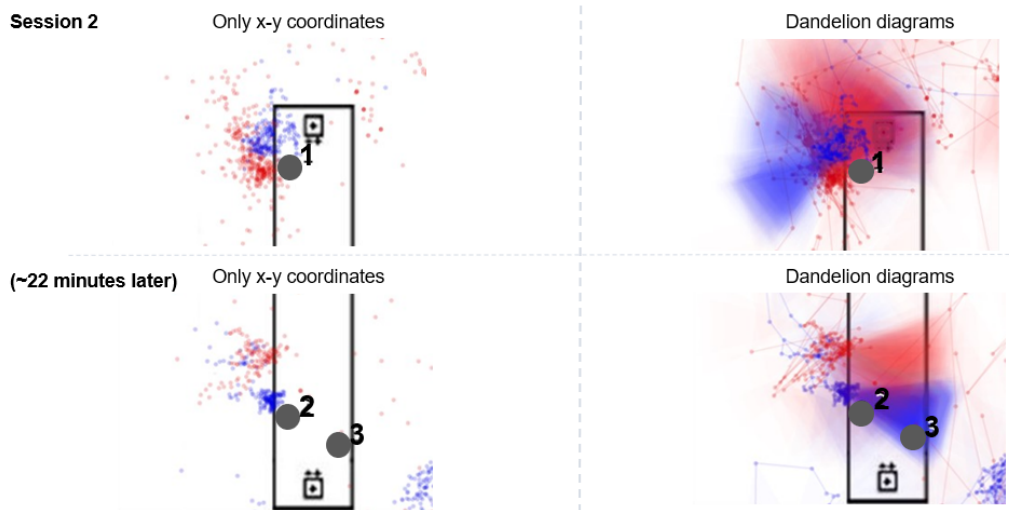 Session 2
Only x-y coordinates
Dandelion diagrams
1
1
(~22 minutes later)
Only x-y coordinates
Dandelion diagrams
2
3
2
3